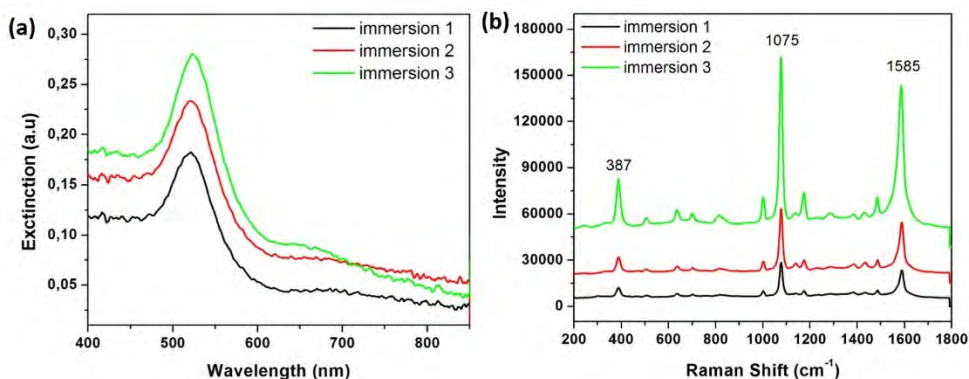 (a)
0,30
0,25
0,20
0,15
0,10
0,05
Exctinction (a.u)
immersion 1
immersion 2
immersion 3
400 500 600 700 800
Wavelength (nm)
(b)
180000
150000
120000
90000
60000
30000
0
Intensity
immersion 1
immersion 2
immersion 3
1075
1585
387
200 400 600 800 1000 1200 1400 1600 1800
Raman Shift (cm⁻¹)